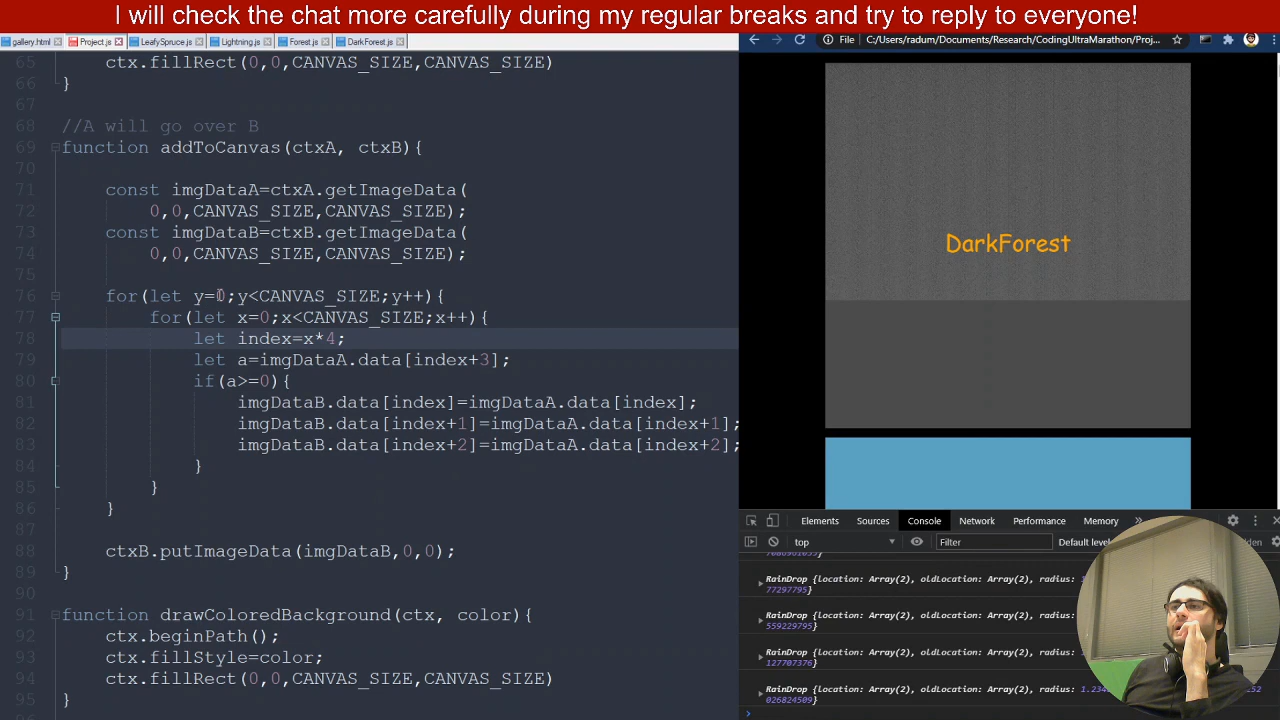 I will check the chat more carefully during my regular breaks and try to reply to everyone!
gallery.html Project.js LeafySpruce.js Lightning.js Forest.js DarkForest.js
File C:/Users/radum/Documents/Research/CodingUltraMarathon/Proj...
65 ctx.fillRect(0,0,CANVAS_SIZE,CANVAS_SIZE)
66 }
67
68 //A will go over B
69 function addToCanvas(ctxA, ctxB){
70
71 const imgDataA=ctxA.getImageData(
72 0,0,CANVAS_SIZE,CANVAS_SIZE);
73 const imgDataB=ctxB.getImageData(
74 0,0,CANVAS_SIZE,CANVAS_SIZE);
75
76 for(let y=0;y<CANVAS_SIZE;y++){
77 for(let x=0;x<CANVAS_SIZE;x++){
78 let index=x*4;
79 let a=imgDataA.data[index+3];
80 if(a>=0){
81 imgDataB.data[index]=imgDataA.data[index];
82 imgDataB.data[index+1]=imgDataA.data[index+1];
83 imgDataB.data[index+2]=imgDataA.data[index+2];
84 }
85 }
86 }
87
88 ctxB.putImageData(imgDataB,0,0);
89 }
90
91 function drawColoredBackground(ctx, color){
92 ctx.beginPath();
93 ctx.fillStyle=color;
94 ctx.fillRect(0,0,CANVAS_SIZE,CANVAS_SIZE)
95 }
DarkForest
Elements Sources Console Network Performance Memory »
top Filter Default leve
RainDrop {location: Array(2), oldLocation: Array(2), radius: 1.
77297795}
RainDrop {location: Array(2), oldLocation: Array(2), radius:
559229795}
RainDrop {location: Array(2), oldLocation: Array(2), radius:
127707376}
RainDrop {location: Array(2), oldLocation: Array(2), radius: 1.234
026824509}